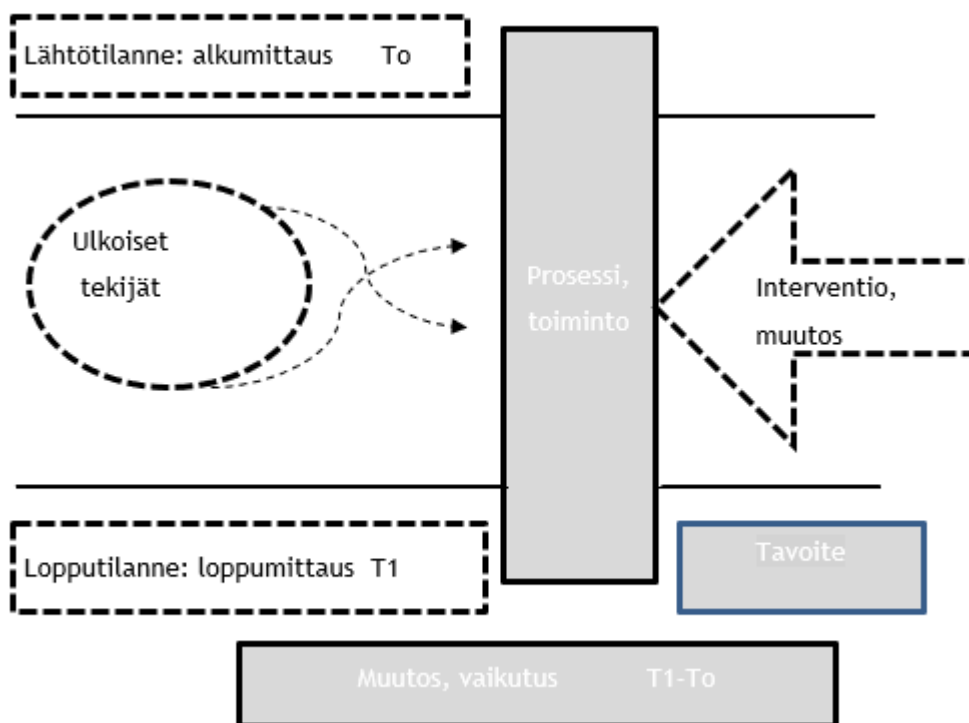 Lähtötilanne: alkumittaus To
Ulkoiset
tekijät
Prosessi,
toiminto
Interventio,
muutos
Lopputilanne: loppumittaus T1
Tavoite
Muutos, vaikutus T1-To